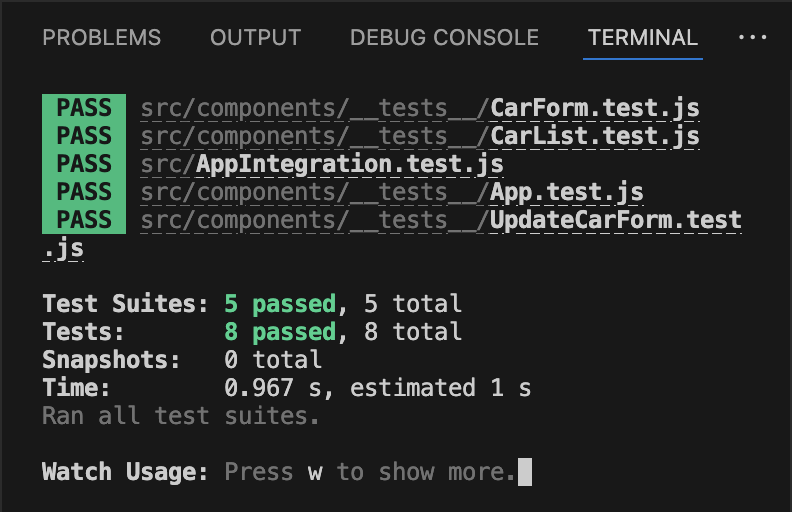 PROBLEMS OUTPUT DEBUG CONSOLE TERMINAL ...
PASS src/components/__tests__/CarForm.test.js
PASS src/components/__tests__/CarList.test.js
PASS src/AppIntegration.test.js
PASS src/components/__tests__/App.test.js
PASS src/components/__tests__/UpdateCarForm.test
.js
Test Suites: 5 passed, 5 total
Tests: 8 passed, 8 total
Snapshots: 0 total
Time: 0.967 s, estimated 1 s
Ran all test suites.
Watch Usage: Press w to show more.